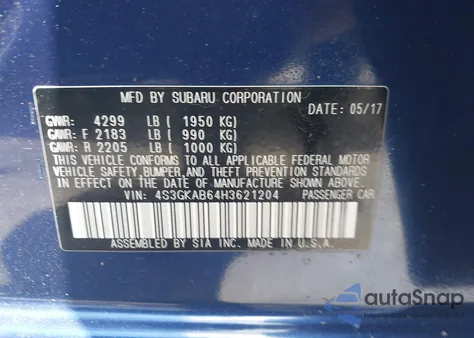 MFD BY SUBARU CORPORATION
DATE: 05/17
GVWR: 4299 LB ( 1950 KG)
GAWR: F 2183 LB ( 990 KG)
GAWR: R 2205 LB ( 1000 KG)
THIS VEHICLE CONFORMS TO ALL APPLICABLE FEDERAL MOTOR
VEHICLE SAFETY,BUMPER,AND THEFT PREVENTION STANDARDS
IN EFFECT ON THE DATE OF MANUFACTURE SHOWN ABOVE.
VIN: 4S3GKAB64H3621204 PASSENGER CAR
ASSEMBLED BY SIA INC. MADE IN U.S.A.
autoSnap